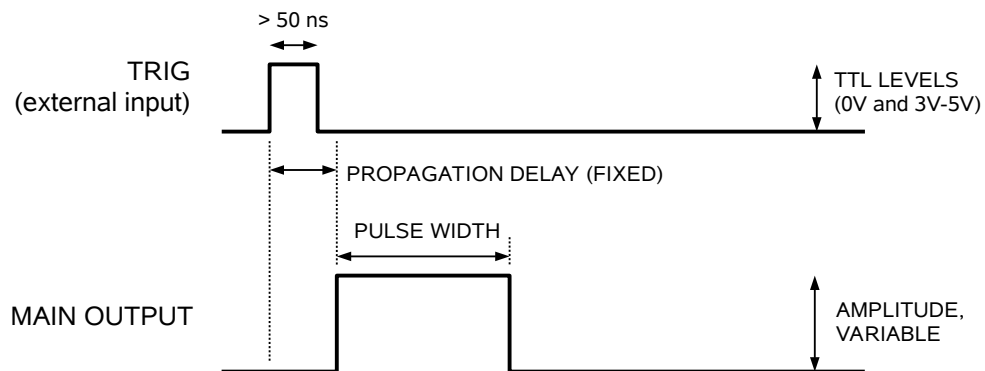 > 50 ns
TRIG
(external input)
TTL LEVELS
(0V and 3V-5V)
PROPAGATION DELAY (FIXED)
PULSE WIDTH
MAIN OUTPUT
AMPLITUDE,
VARIABLE